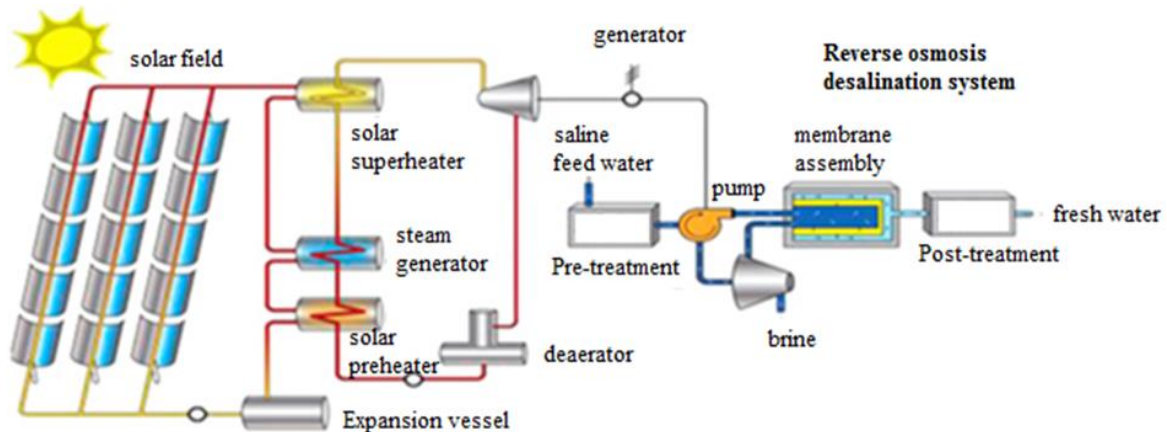 generator
Reverse osmosis
desalination system
solar field
solar
superheater
saline
feed water
membrane
assembly
pump
fresh water
steam
generator
Pre-treatment
Post-treatment
brine
solar
preheater
deaerator
Expansion vessel